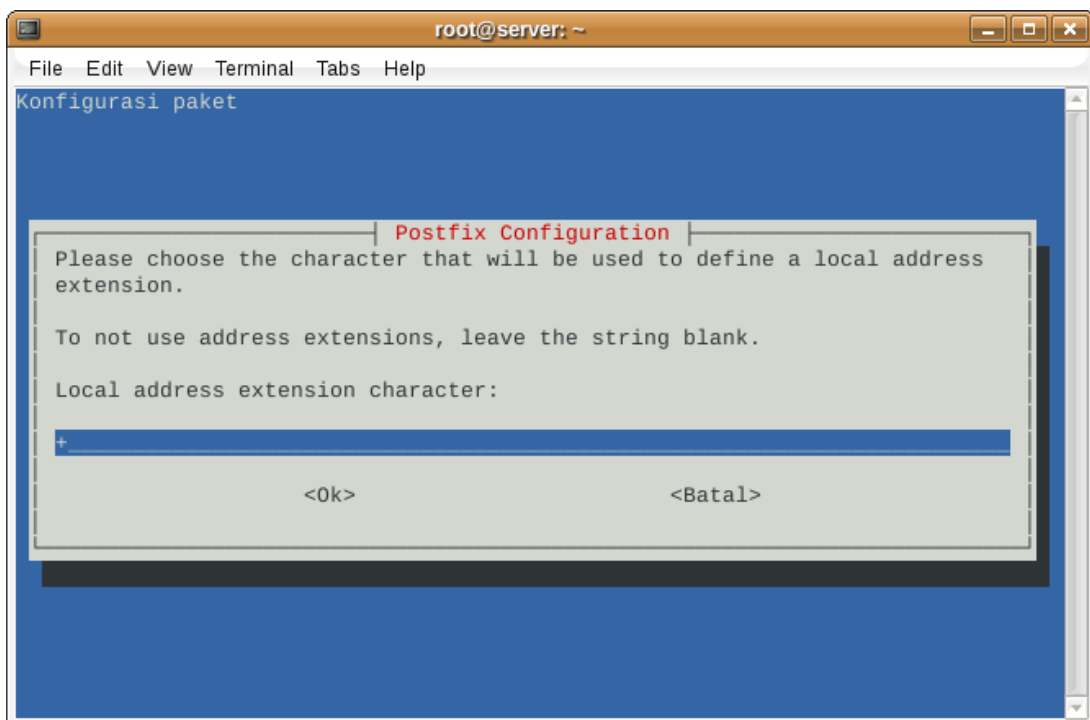 root@server: ~
File Edit View Terminal Tabs Help
Konfigurasi paket
Postfix Configuration
Please choose the character that will be used to define a local address
extension.
To not use address extensions, leave the string blank.
Local address extension character:
+
<Ok> <Batal>